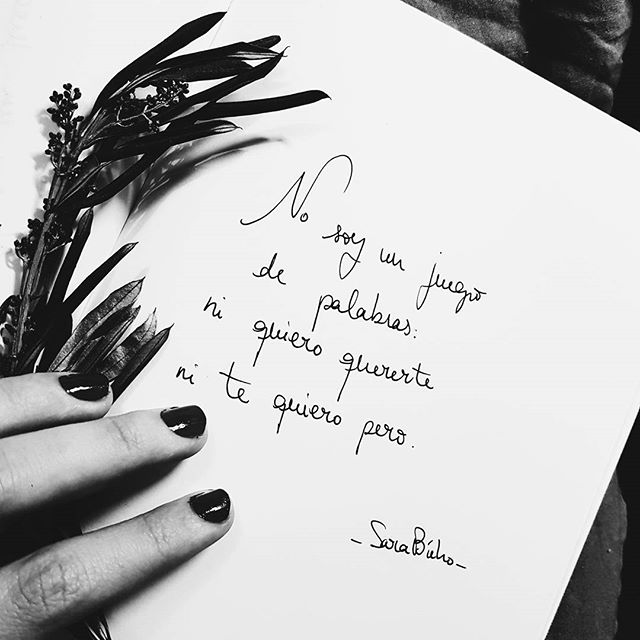 No soy un juego
de palabras:
ni quiero quererte
ni te quiero pero.
- Sara Búho -